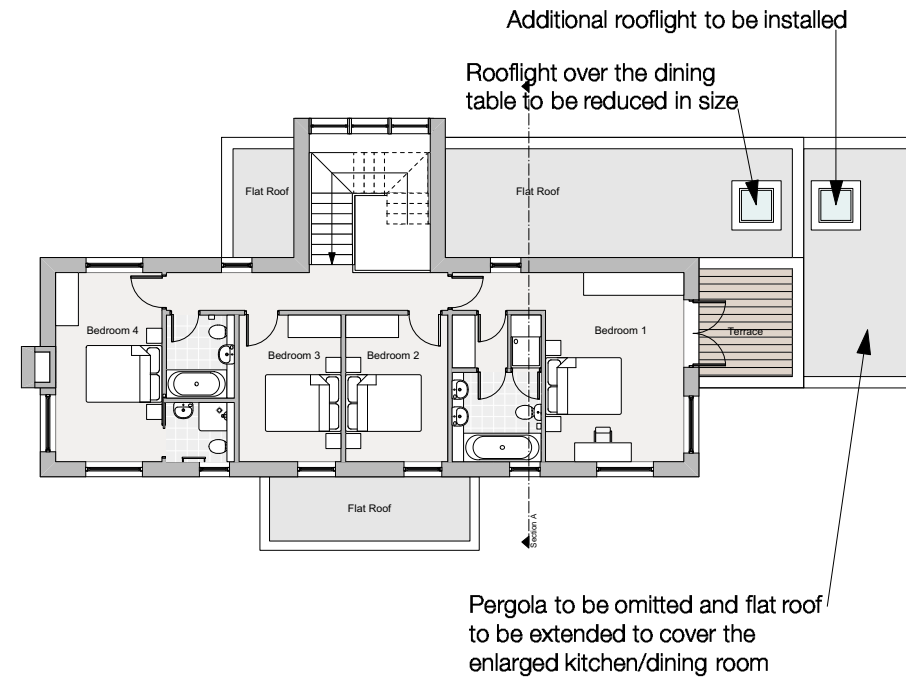 Additional rooflight to be installed
Rooflight over the dining
table to be reduced in size
Flat Roof
Flat Roof
Bedroom 4
Bedroom 3
Bedroom 2
Bedroom 1
Terrace
Flat Roof
Section A
Pergola to be omitted and flat roof
to be extended to cover the
enlarged kitchen/dining room